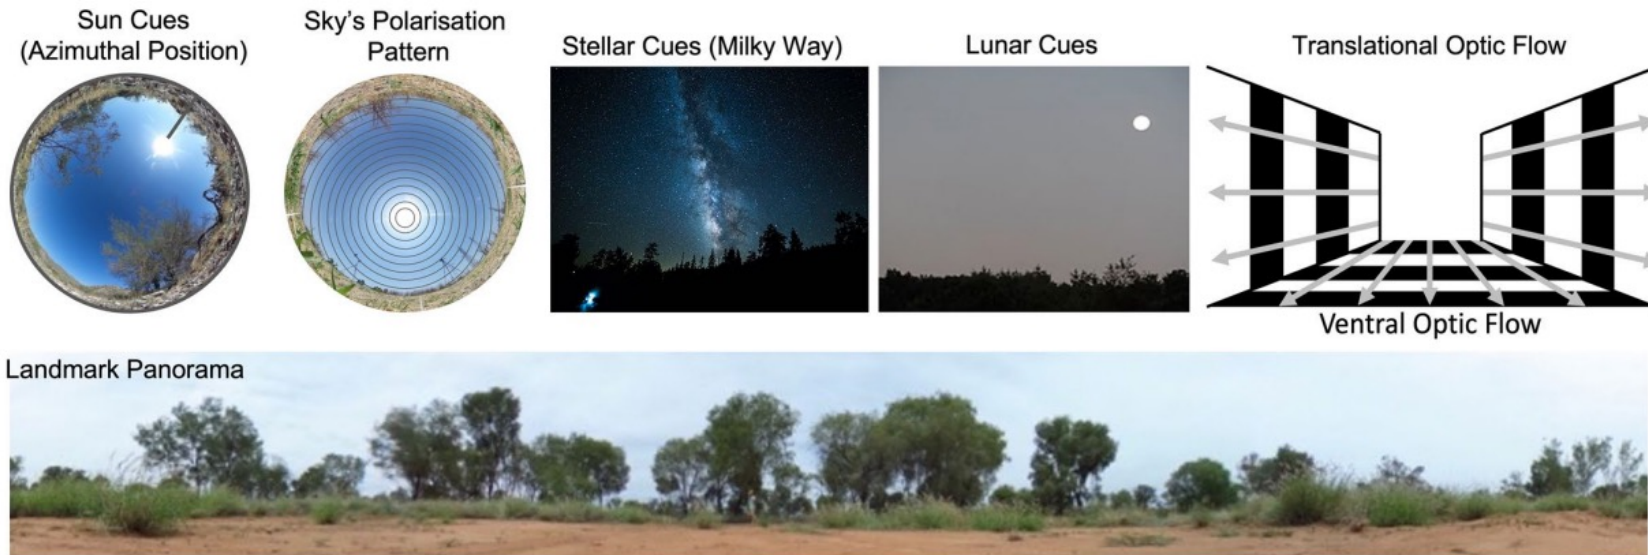 Sun Cues
(Azimuthal Position)
Sky's Polarisation
Pattern
Stellar Cues (Milky Way)
Lunar Cues
Translational Optic Flow
Ventral Optic Flow
Landmark Panorama